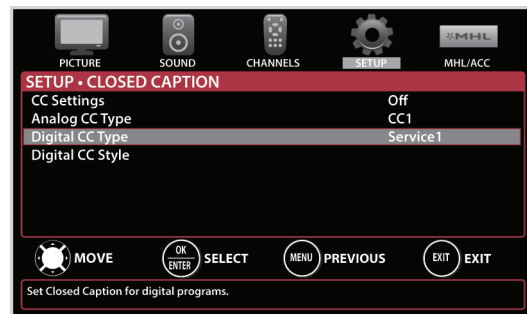 PICTURE SOUND CHANNELS SETUP MHL MHL/ACC
SETUP • CLOSED CAPTION
CC Settings Off
Analog CC Type CC1
Digital CC Type Service1
Digital CC Style
MOVE OK ENTER SELECT MENU PREVIOUS EXIT EXIT
Set Closed Caption for digital programs.